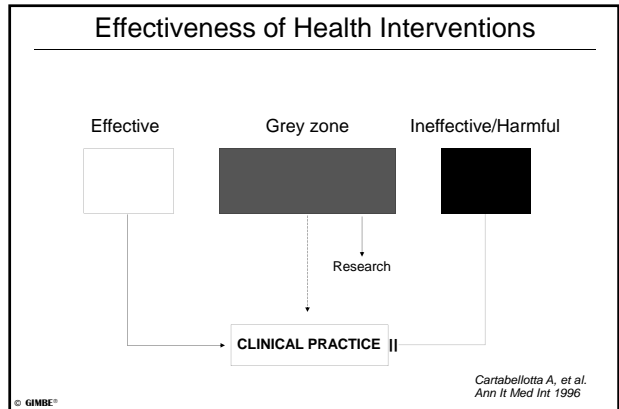 Effectiveness of Health Interventions
Effective Grey zone Ineffective/Harmful
Research
CLINICAL PRACTICE
Cartabellotta A, et al.
Ann It Med Int 1996
© GIMBE®